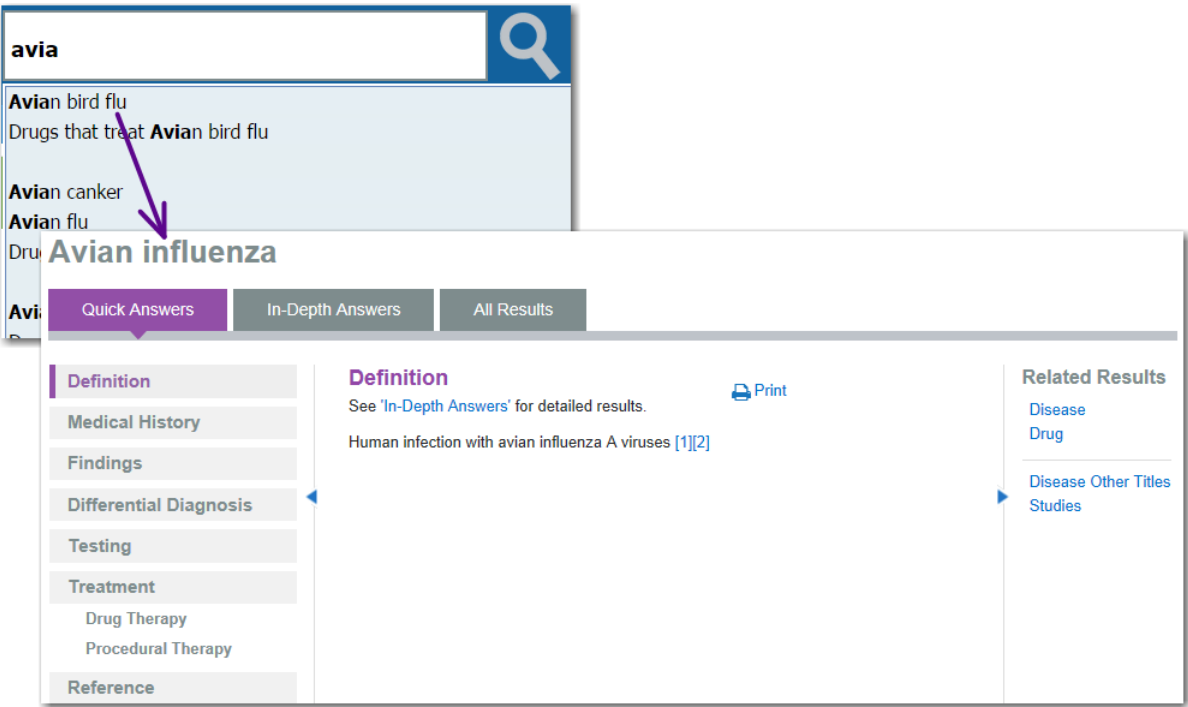 avia
Avian bird flu
Drugs that treat Avian bird flu
Avian canker
Avian flu
Dru
Avia
Avian influenza
Quick Answers
In-Depth Answers
All Results
Definition
Medical History
Findings
Differential Diagnosis
Testing
Treatment
Drug Therapy
Procedural Therapy
Reference
Definition
Print
See 'In-Depth Answers' for detailed results.
Human infection with avian influenza A viruses [1][2]
Related Results
Disease
Drug
Disease Other Titles
Studies